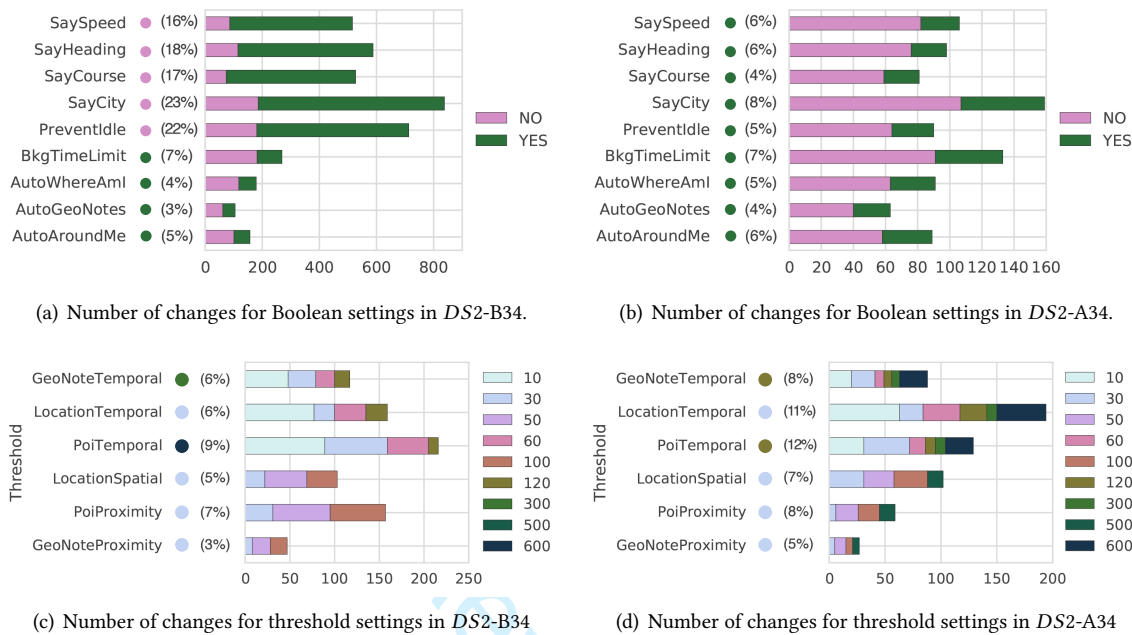 SaySpeed (16%)
SayHeading (18%)
SayCourse (17%)
SayCity (23%)
PreventIdle (22%)
BkgTimeLimit (7%)
AutoWhereAmI (4%)
AutoGeoNotes (3%)
AutoAroundMe (5%)
0 200 400 600 800
NO
YES
(a) Number of changes for Boolean settings in DS2-B34.
SaySpeed (6%)
SayHeading (6%)
SayCourse (4%)
SayCity (8%)
PreventIdle (5%)
BkgTimeLimit (7%)
AutoWhereAmI (5%)
AutoGeoNotes (4%)
AutoAroundMe (6%)
0 20 40 60 80 100 120 140 160
NO
YES
(b) Number of changes for Boolean settings in DS2-A34.
Threshold
GeoNoteTemporal (6%)
LocationTemporal (6%)
PoiTemporal (9%)
LocationSpatial (5%)
PoiProximity (7%)
GeoNoteProximity (3%)
0 50 100 150 200 250
10
30
50
60
100
120
300
500
600
(c) Number of changes for threshold settings in DS2-B34
Threshold
GeoNoteTemporal (8%)
LocationTemporal (11%)
PoiTemporal (12%)
LocationSpatial (7%)
PoiProximity (8%)
GeoNoteProximity (5%)
0 50 100 150 200
10
30
50
60
100
120
300
500
600
(d) Number of changes for threshold settings in DS2-A34